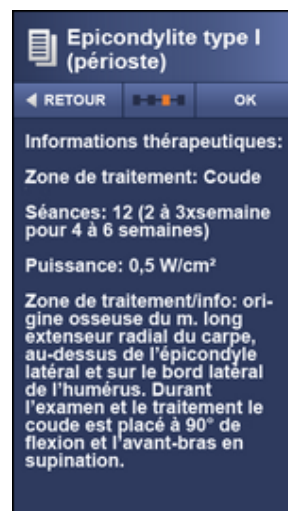 Epicondylite type I
(périoste)
RETOUR
OK
Informations thérapeutiques:
Zone de traitement: Coude
Séances: 12 (2 à 3xsemaine
pour 4 à 6 semaines)
Puissance: 0,5 W/cm²
Zone de traitement/info: ori-
gine osseuse du m. long
extenseur radial du carpe,
au-dessus de l'épicondyle
latéral et sur le bord latéral
de l'humérus. Durant
l'examen et le traitement le
coude est placé à 90° de
flexion et l'avant-bras en
supination.